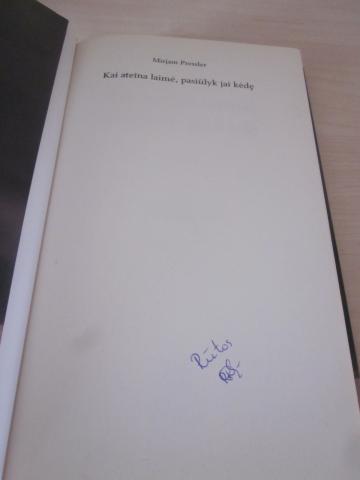 Mirjam Pressler
Kai ateina laimė, pasiūlyk jai kėdę
Rūtos